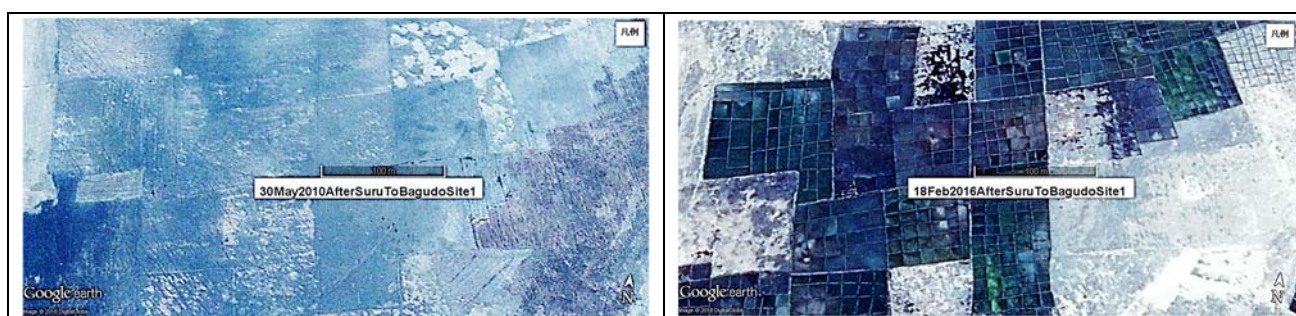 凡例
100 m
30May2010AfterSuruToBagudoSite1
Google earth
N
凡例
100 m
18Feb2016AfterSuruToBagudoSite1
Google earth
N